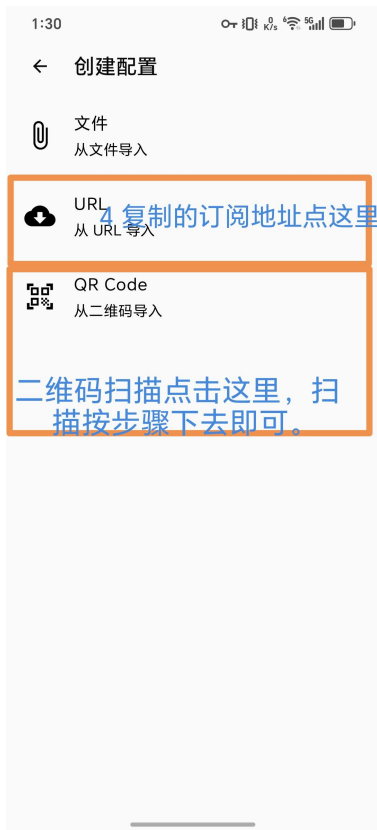 1:30
0
K/s
6
5G
创建配置
文件
从文件导入
URL
4 复制的订阅地址点这里
从 URL 导入
QR Code
从二维码导入
二维码扫描点击这里，扫
描按步骤下去即可。